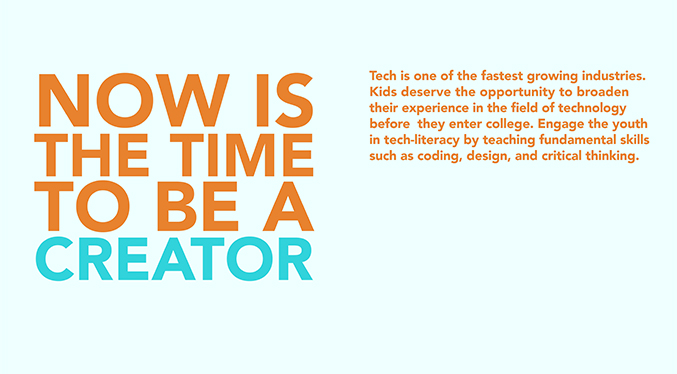 NOW IS
THE TIME
TO BE A
CREATOR
Tech is one of the fastest growing industries.
Kids deserve the opportunity to broaden
their experience in the field of technology
before  they enter college. Engage the youth
in tech-literacy by teaching fundamental skills
such as coding, design, and critical thinking.